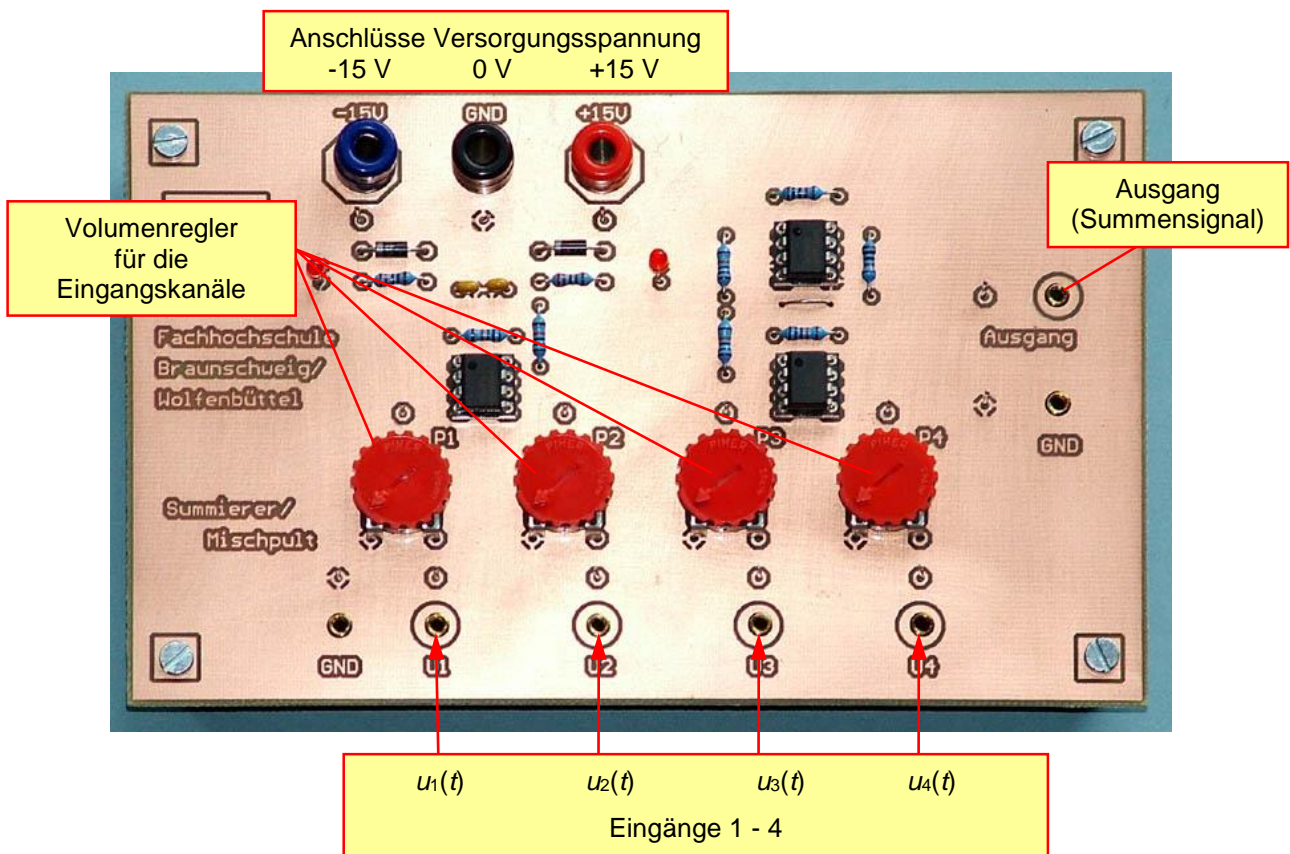 Anschlüsse Versorgungsspannung
-15 V 0 V +15 V
-15V GND +15V
Ausgang
(Summensignal)
Volumenregler
für die
Eingangskanäle
Ausgang
Fachhochschule
Braunschweig/
Wolfenbüttel
P1 P2 P3 P4
GND
Summierer/
Mischpult
GND U1 U2 U3 U4
u1(t) u2(t) u3(t) u4(t)
Eingänge 1 - 4